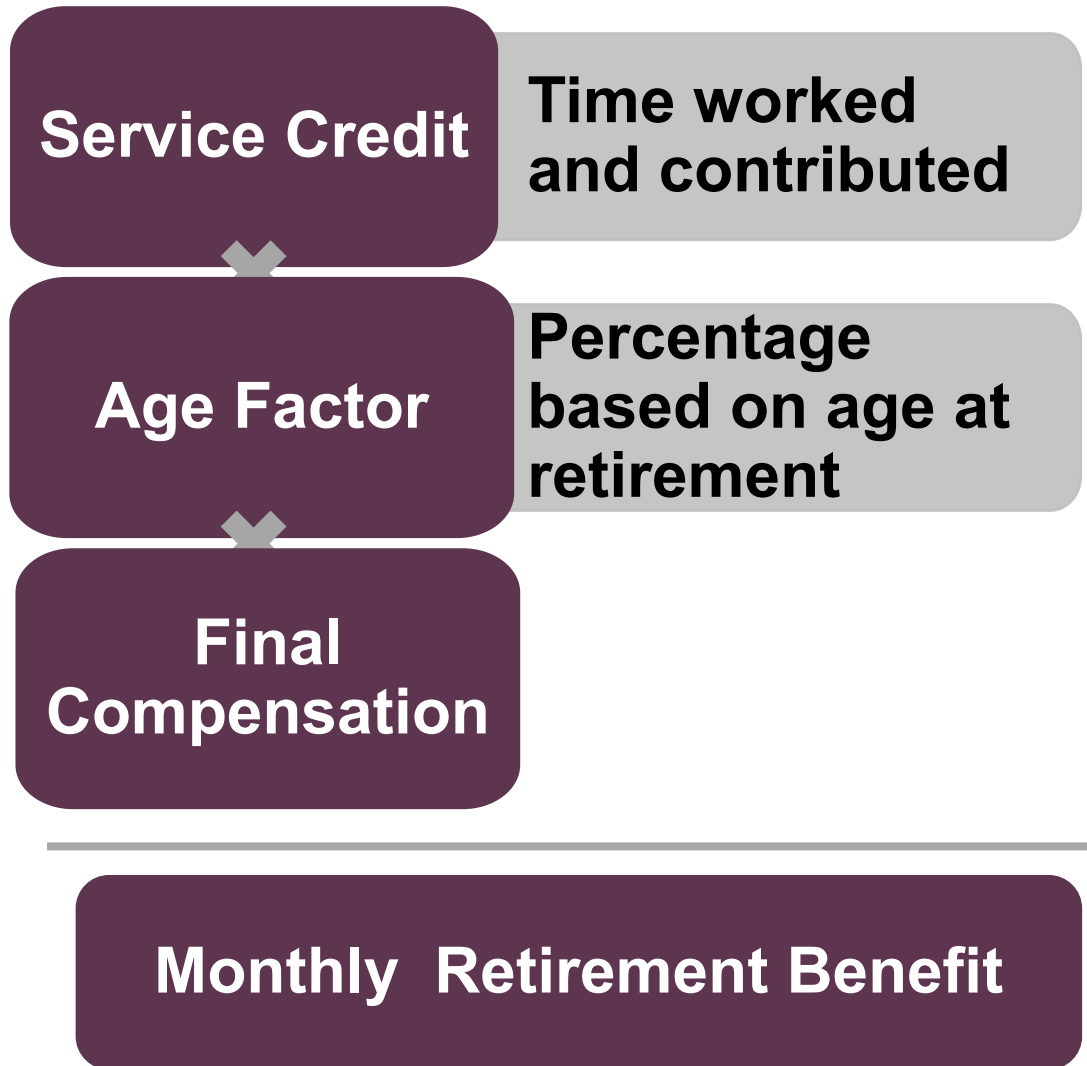 Service Credit
Time worked
and contributed
Age Factor
Percentage
based on age at
retirement
Final
Compensation
Monthly  Retirement Benefit